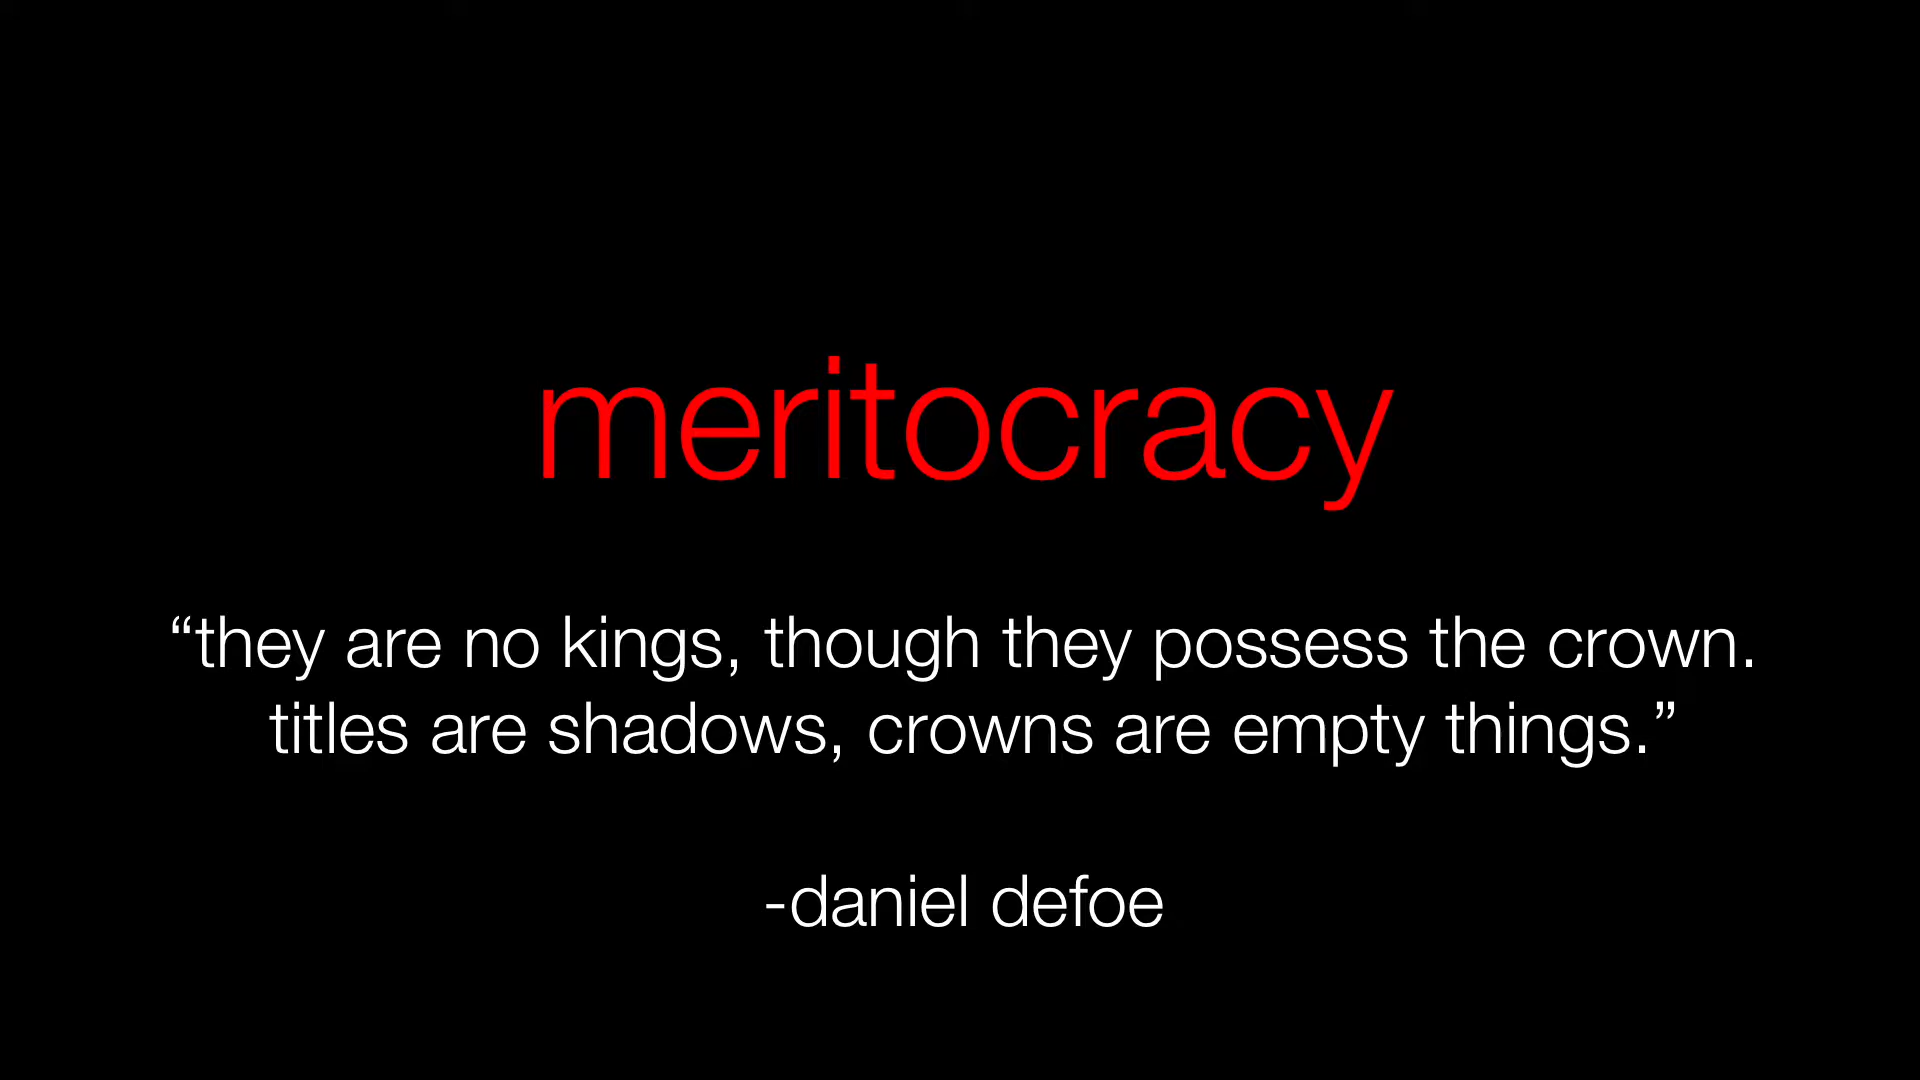 meritocracy
“they are no kings, though they possess the crown.
titles are shadows, crowns are empty things.”
-daniel defoe